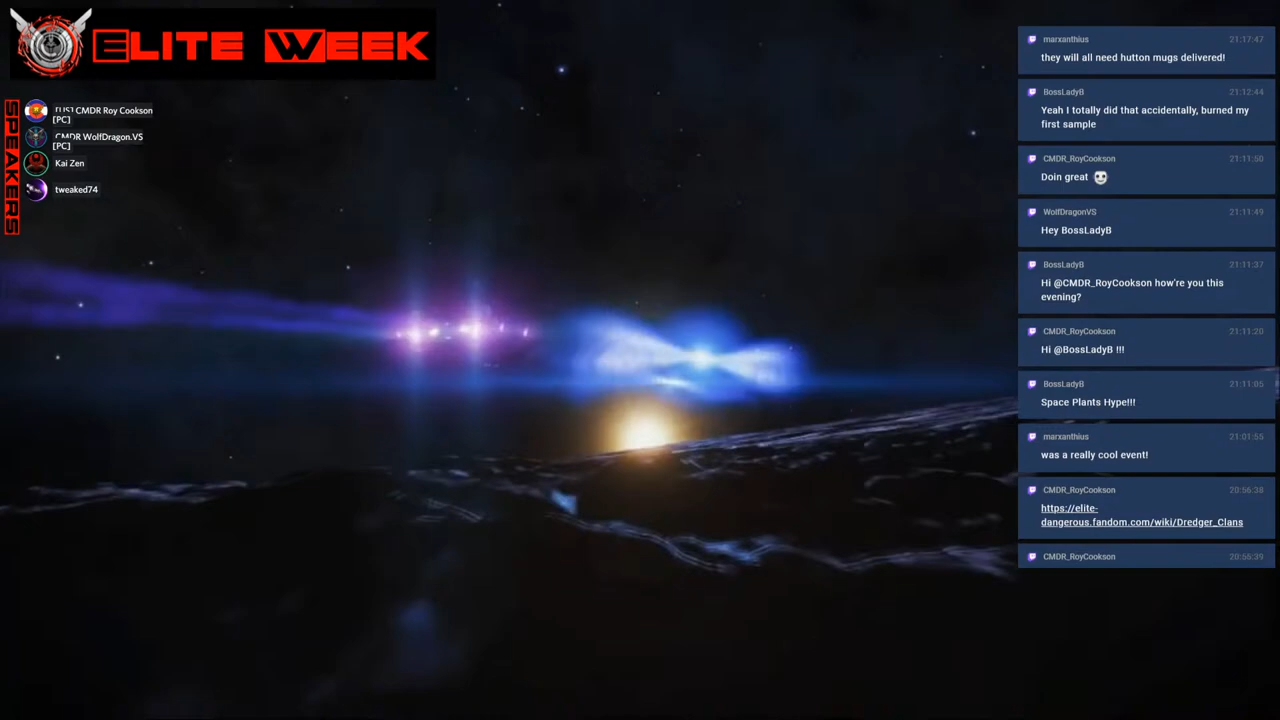 ELITE WEEK
SPEAKERS
[US] CMDR Roy Cookson
[PC]
CMDR WolfDragon.VS
[PC]
Kai Zen
tweaked74
marxanthius 21:17:47
they will all need hutton mugs delivered!
BossLadyB 21:12:44
Yeah I totally did that accidentally, burned my
first sample
CMDR_RoyCookson 21:11:50
Doin great
WolfDragonVS 21:11:49
Hey BossLadyB
BossLadyB 21:11:37
Hi @CMDR_RoyCookson how're you this
evening?
CMDR_RoyCookson 21:11:20
Hi @BossLadyB !!!
BossLadyB 21:11:05
Space Plants Hype!!!
marxanthius 21:01:55
was a really cool event!
CMDR_RoyCookson 20:56:38
https://elite-
dangerous.fandom.com/wiki/Dredger_Clans
CMDR_RoyCookson 20:55:39